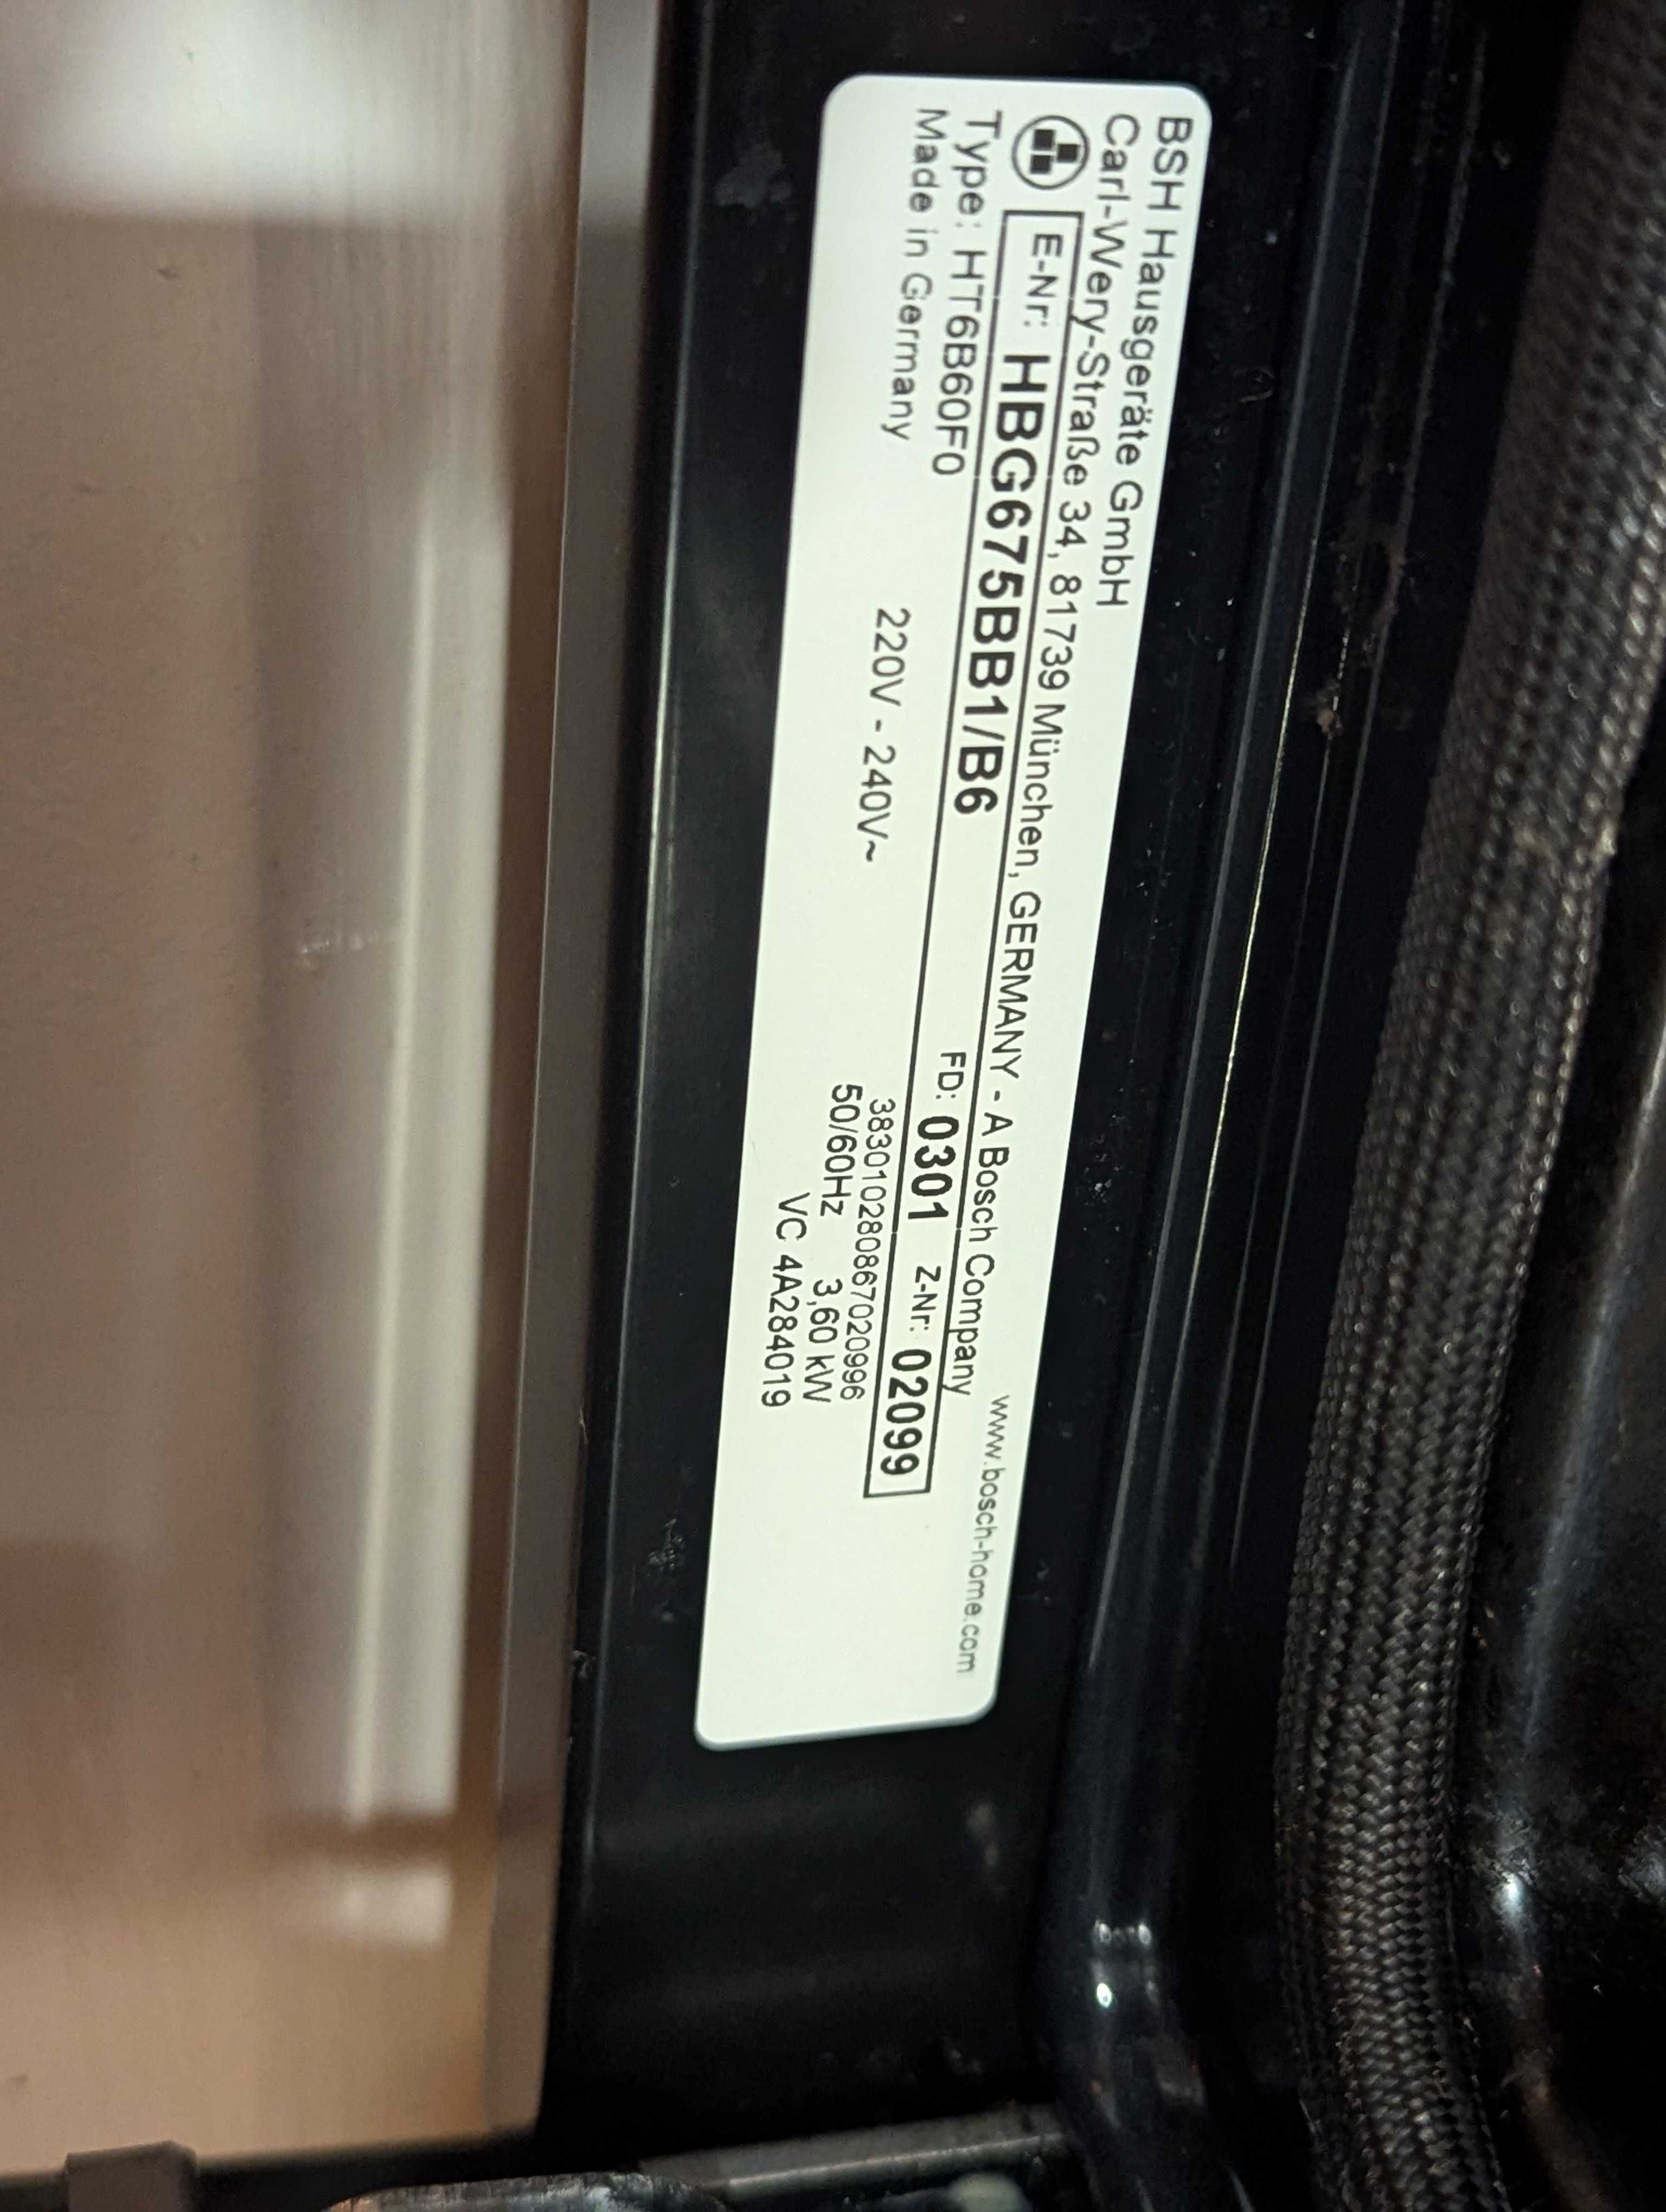 BSH Hausgeräte GmbH
Carl-Wery-Straße 34, 81739 München, GERMANY - A Bosch Company www.bosch-home.com
E-Nr: HBG675BB1/B6 FD: 0301 Z-Nr: 02099
Type: HT6B60F0 383010280867020996
Made in Germany 220V - 240V~ 50/60Hz 3,60 kW
VC 4A284019